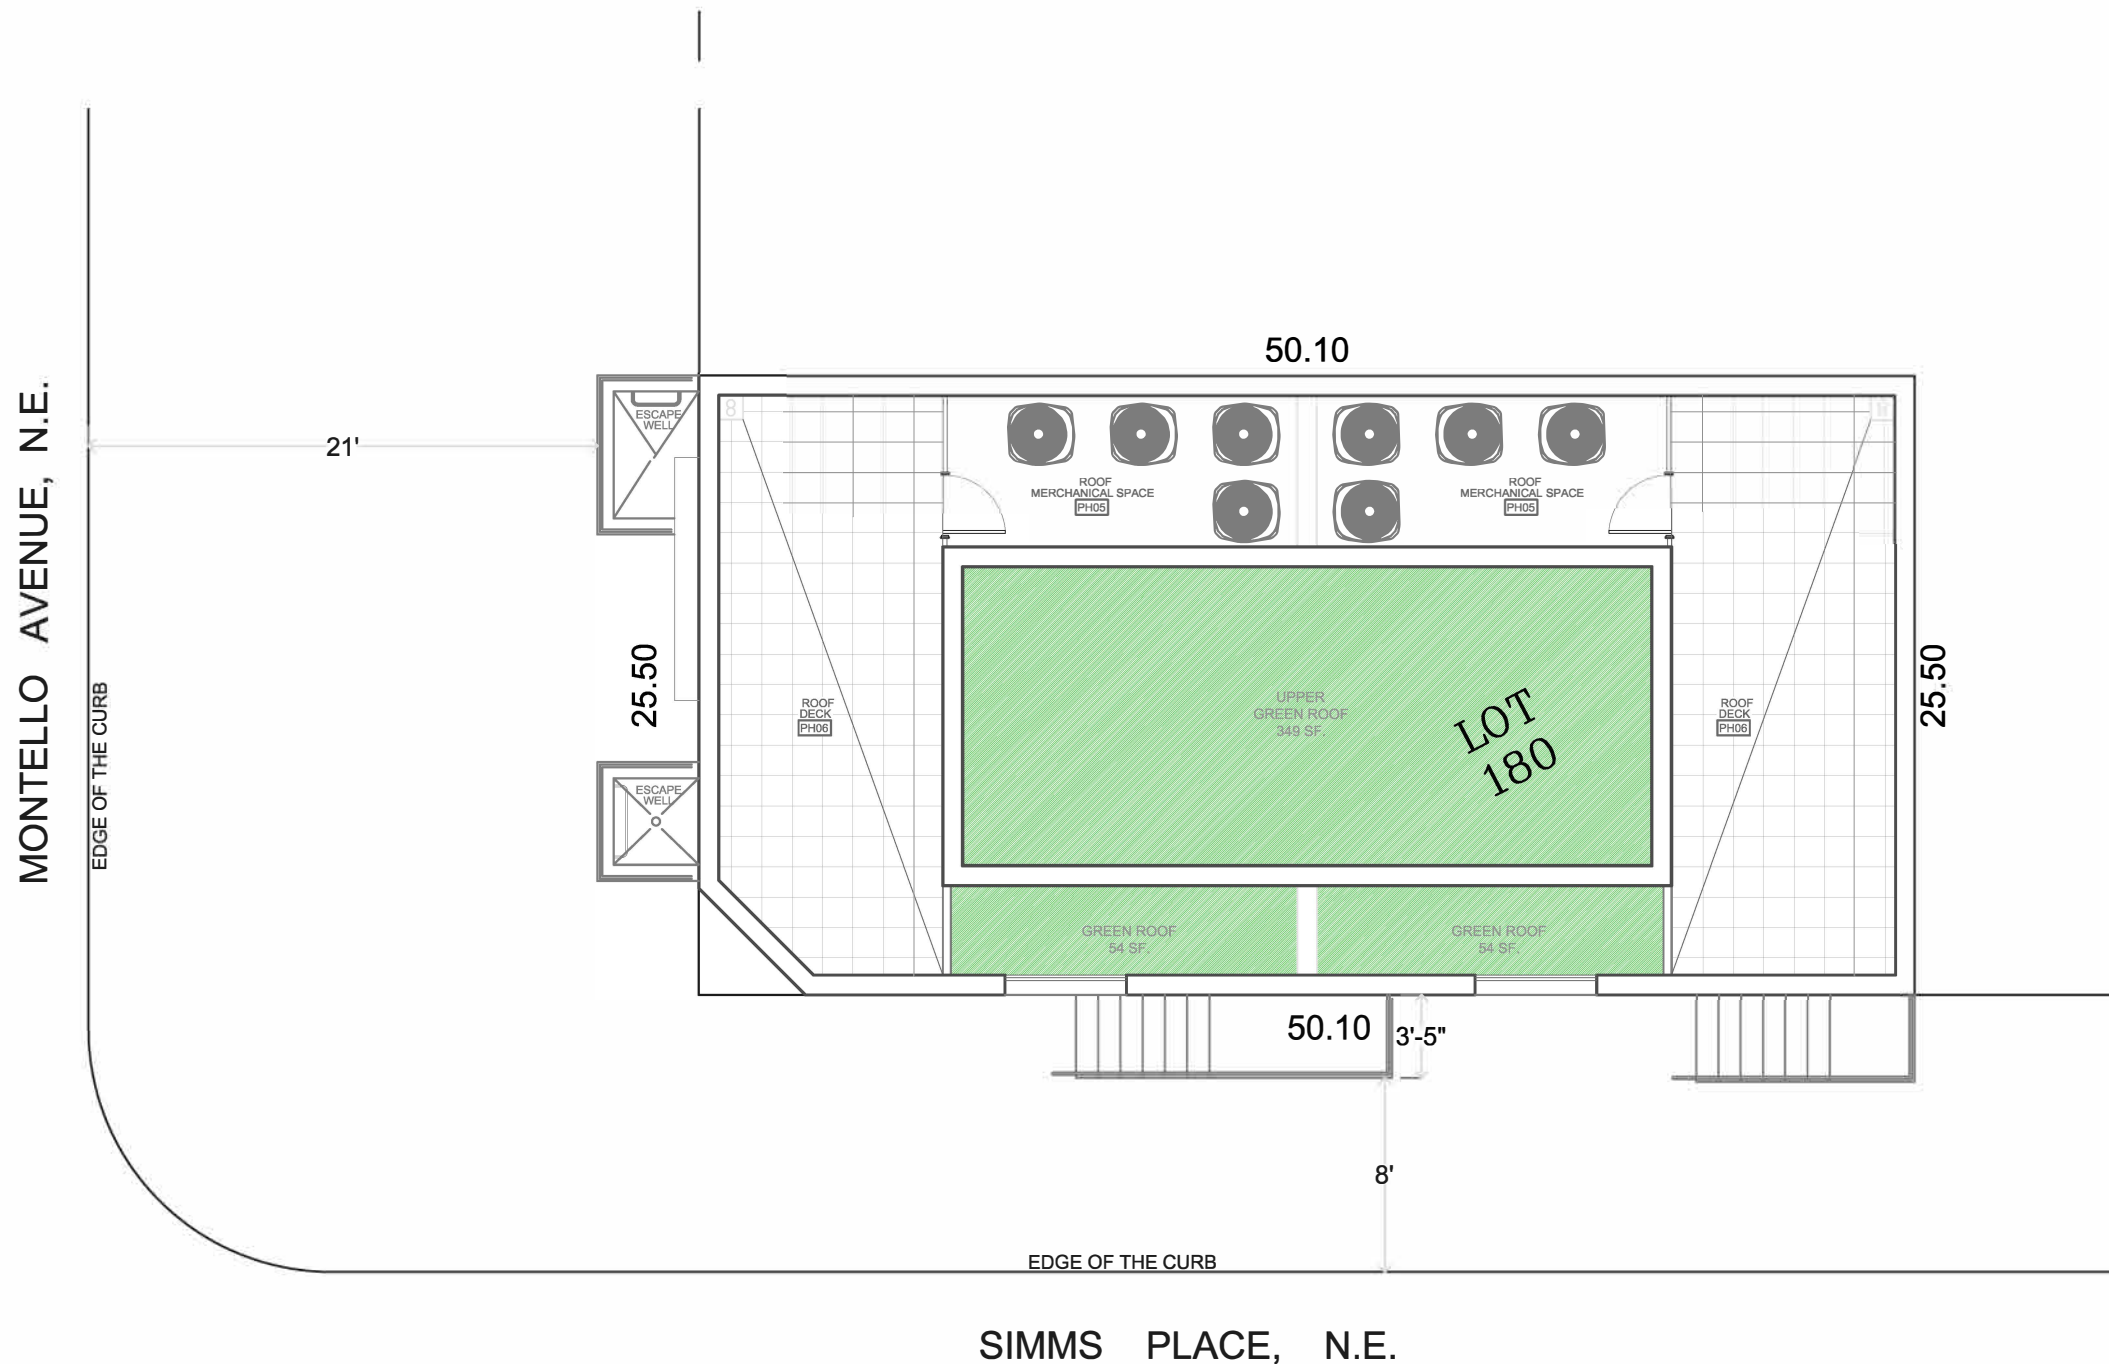 50.10
ESCAPE
WELL
21'
ROOF
MERCHANICAL SPACE
PH05
ROOF
MERCHANICAL SPACE
PH05
MONTELLO AVENUE, N.E.
EDGE OF THE CURB
25.50
ROOF
DECK
PH06
UPPER
GREEN ROOF
349 SF.
LOT
180
ROOF
DECK
PH06
25.50
ESCAPE
WELL
GREEN ROOF
54 SF.
GREEN ROOF
54 SF.
50.10
3'-5"
8'
EDGE OF THE CURB
SIMMS PLACE, N.E.